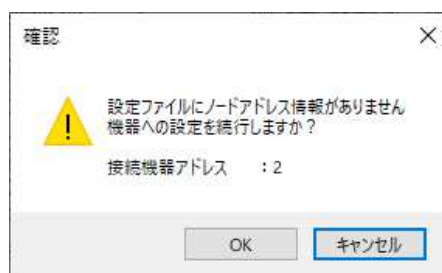 確認
設定ファイルにノードアドレス情報がありません
機器への設定を続行しますか？
接続機器アドレス　：2
OK
キャンセル